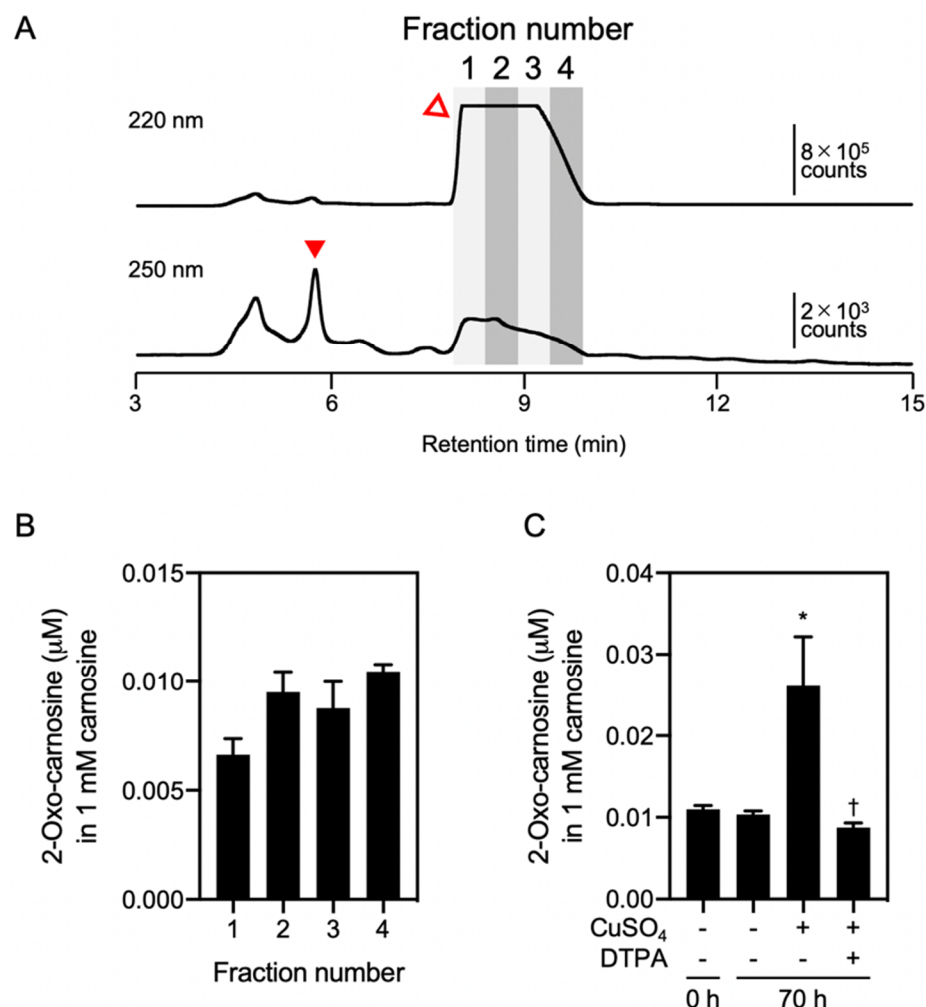 A
Fraction number
1 2 3 4
220 nm
8 × 10⁵
counts
250 nm
2 × 10³
counts
3 6 9 12 15
Retention time (min)
B
2-Oxo-carnosine (μM)
in 1 mM carnosine
0.015
0.010
0.005
0.000
1 2 3 4
Fraction number
C
2-Oxo-carnosine (μM)
in 1 mM carnosine
0.04
0.03
0.02
0.01
0.00
*
†
CuSO₄ - - + +
DTPA - - - +
0 h 70 h